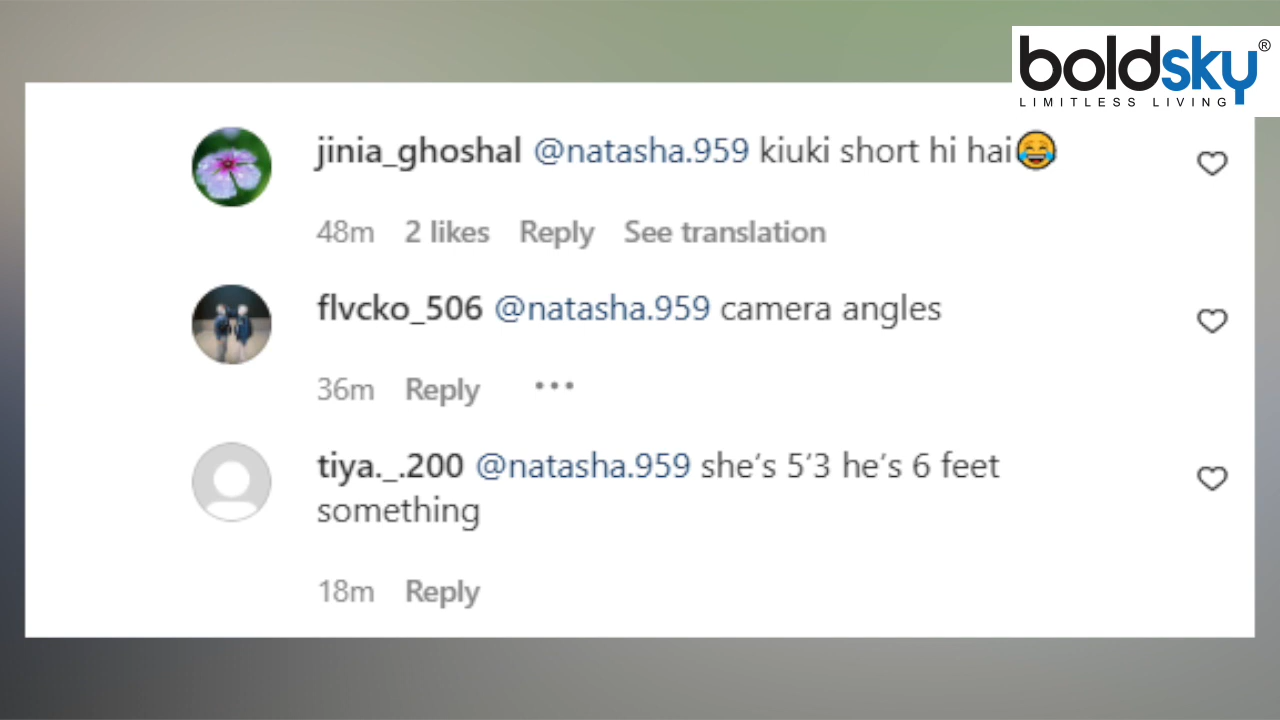 boldsky®
LIMITLESS LIVING
jinia_ghoshal @natasha.959 kiuki short hi hai😂
48m 2 likes Reply See translation
flvcko_506 @natasha.959 camera angles
36m Reply •••
tiya._.200 @natasha.959 she's 5'3 he's 6 feet
something
18m Reply